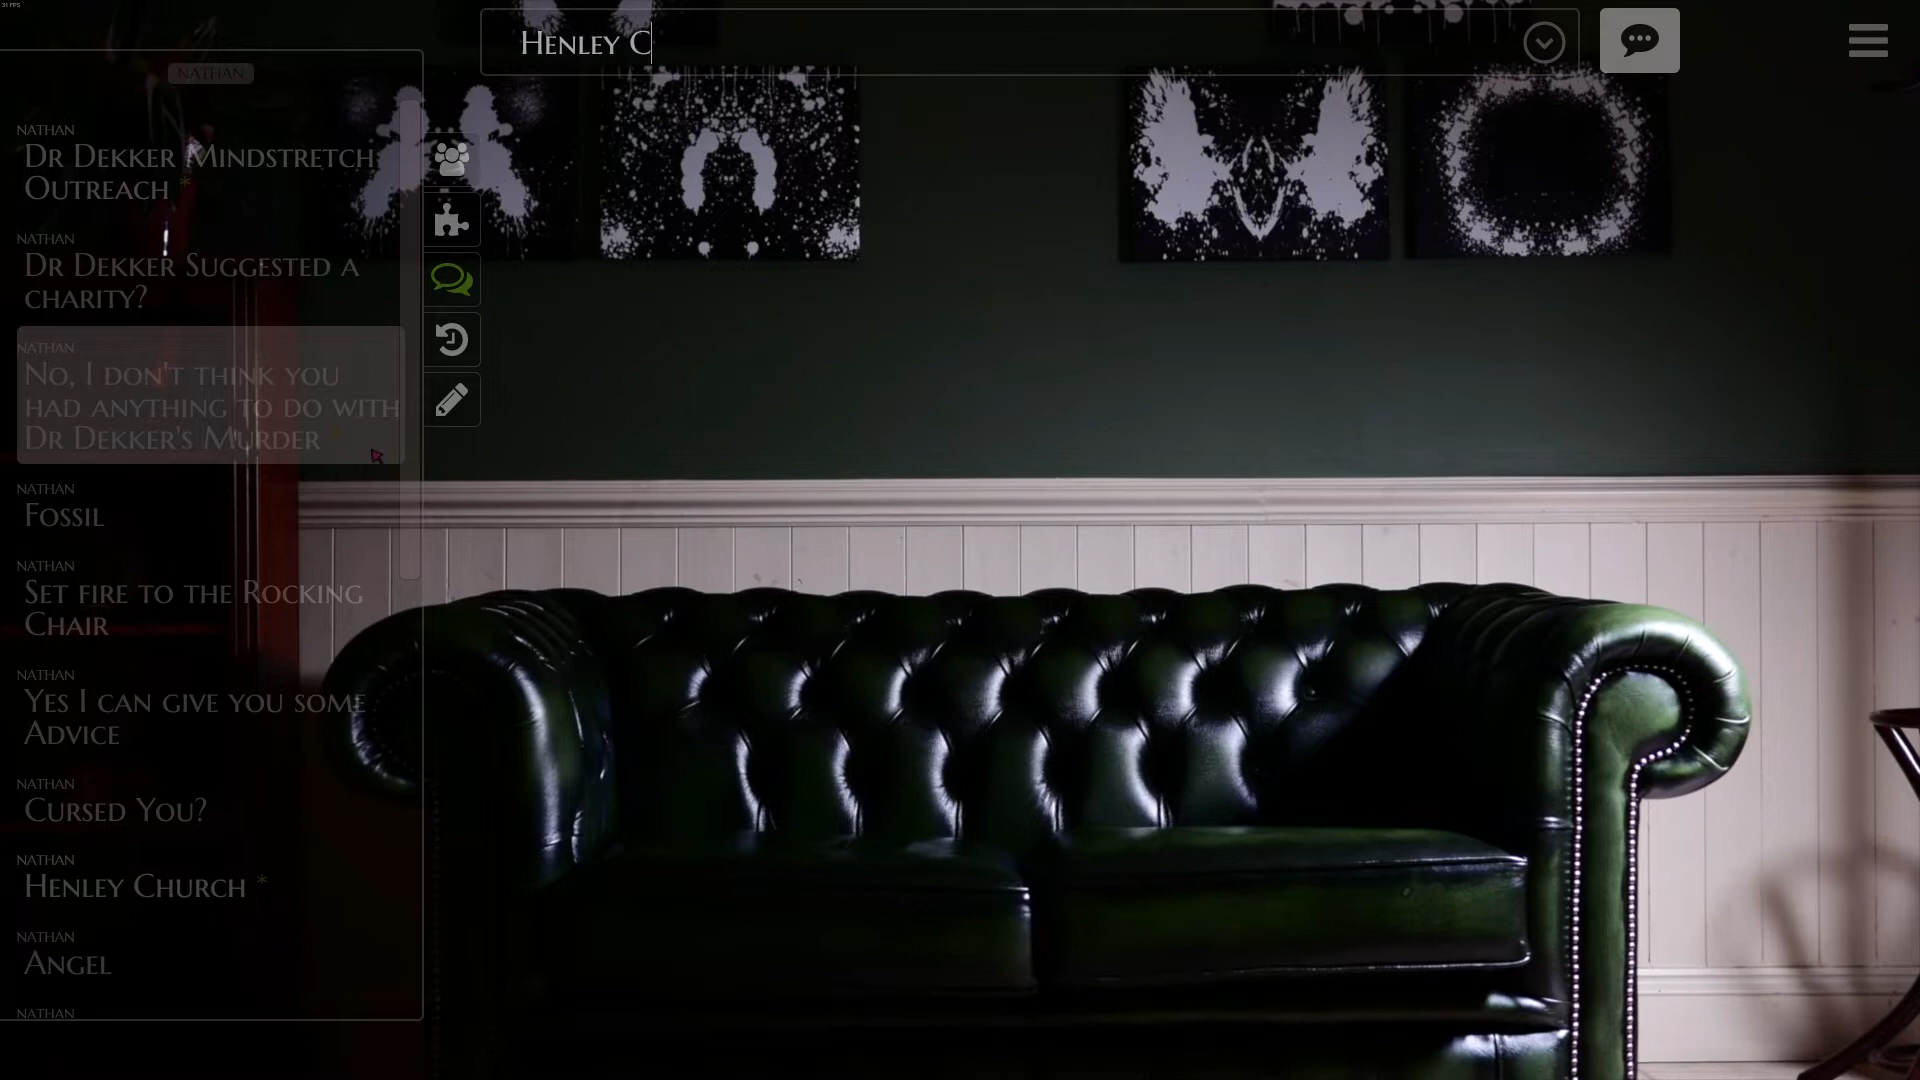 31 FPS
Henley C
NATHAN
NATHAN
Dr Dekker Mindstretch
Outreach *
NATHAN
Dr Dekker Suggested a
charity?
NATHAN
No, I don't think you
had anything to do with
Dr Dekker's Murder
NATHAN
Fossil
NATHAN
Set fire to the Rocking
Chair
NATHAN
Yes I can give you some
Advice
NATHAN
Cursed You?
NATHAN
Henley Church *
NATHAN
Angel
NATHAN